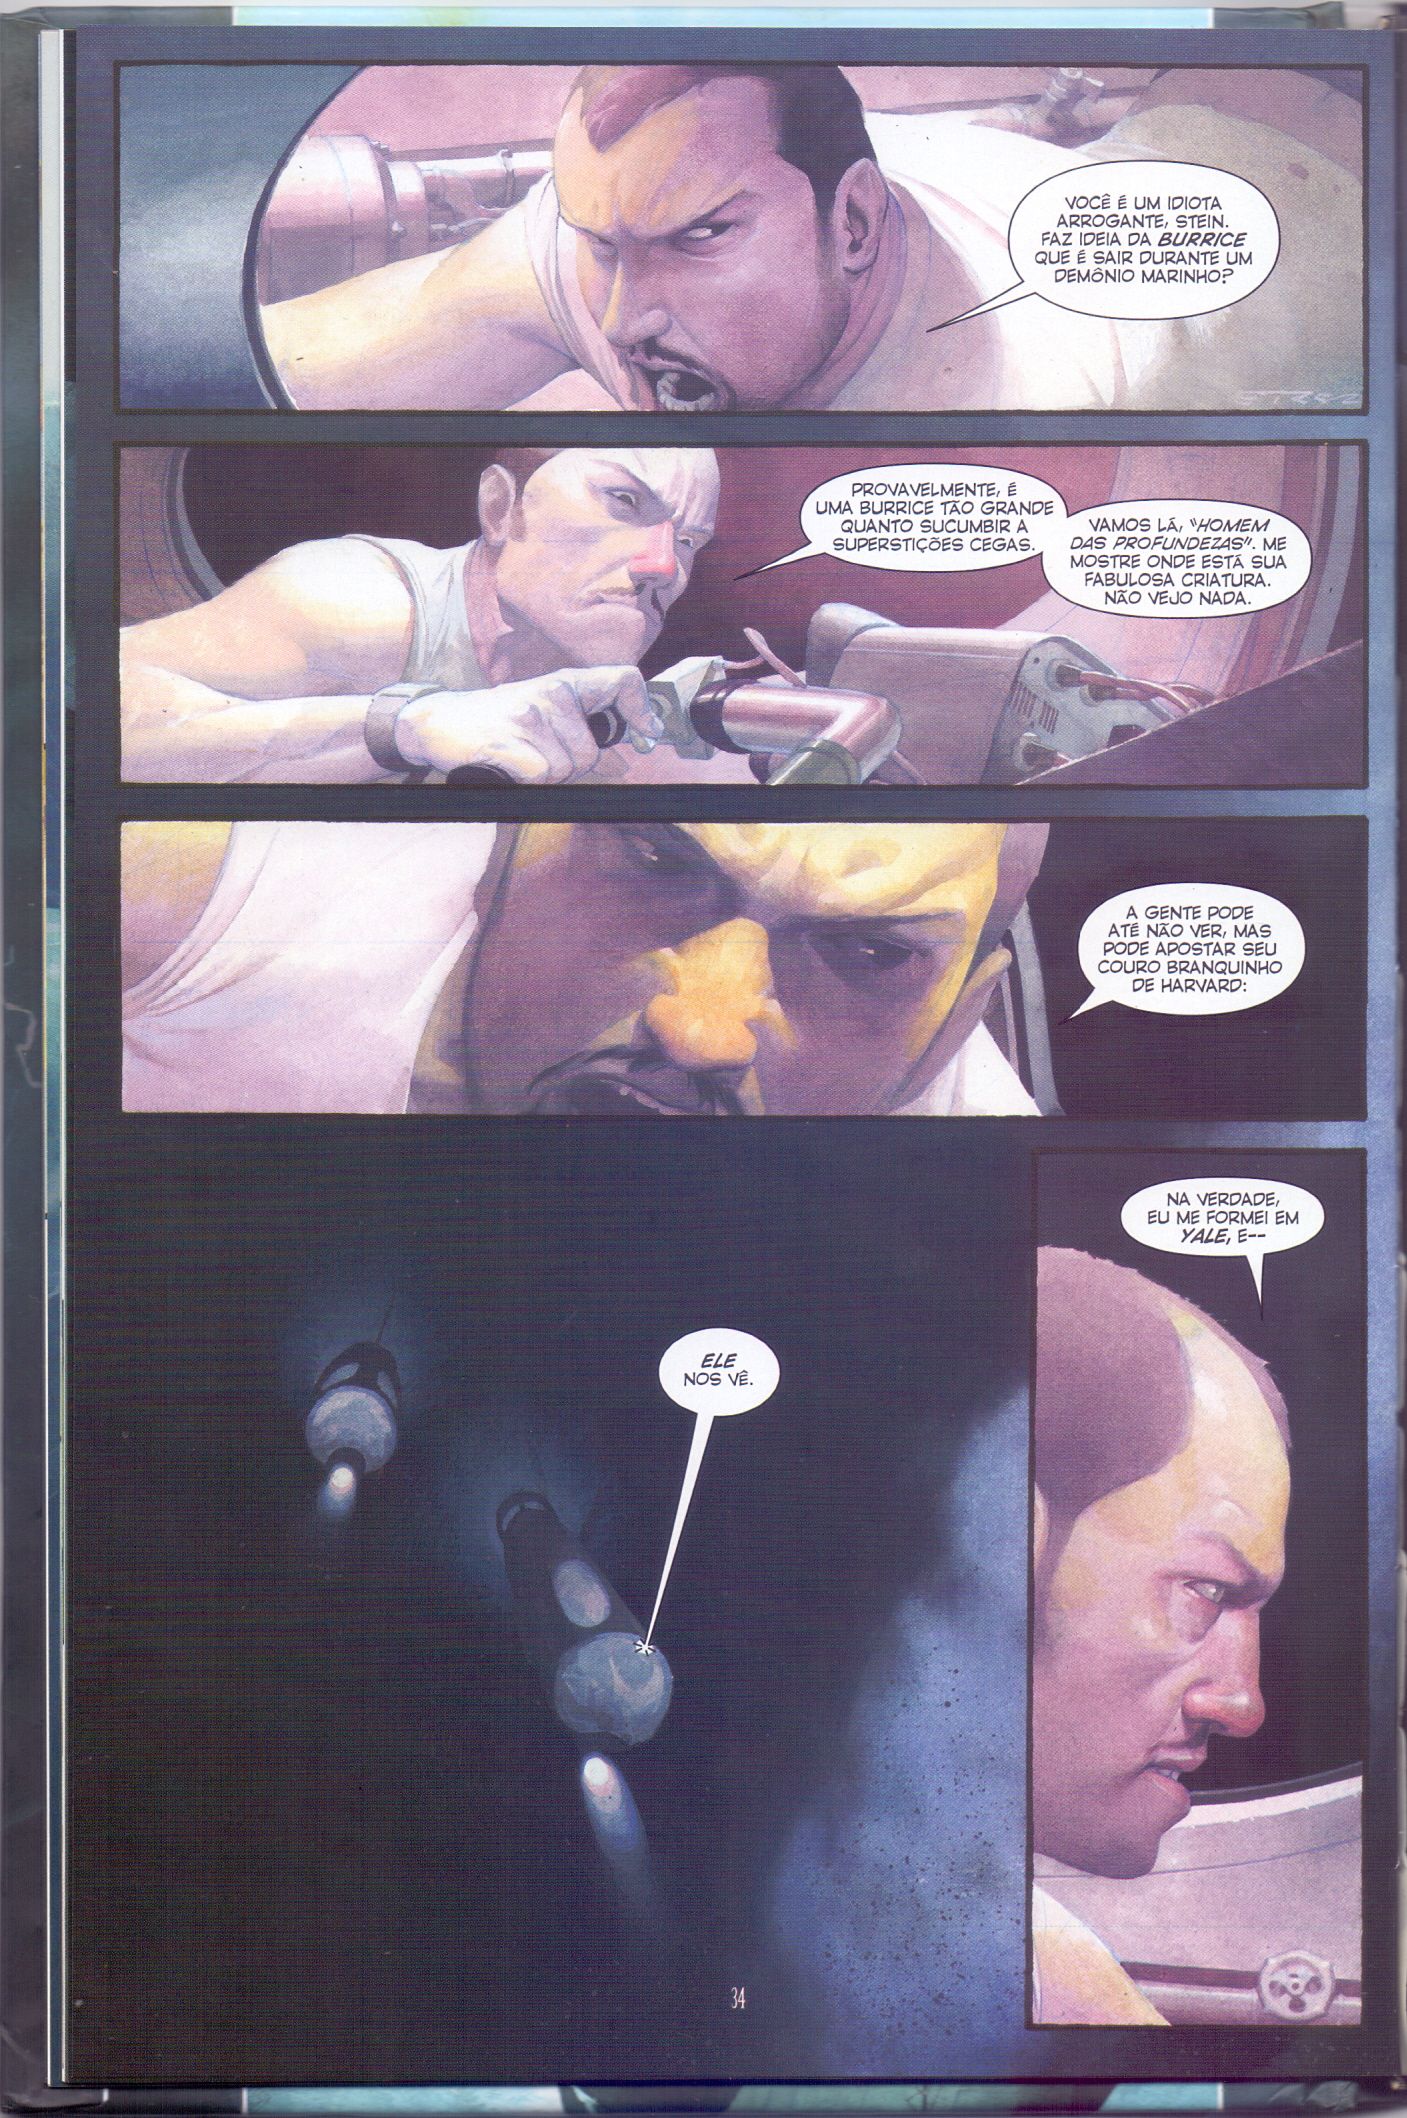 VOCÊ É UM IDIOTA
ARROGANTE, STEIN.
FAZ IDEIA DA BURRICE
QUE É SAIR DURANTE UM
DEMÔNIO MARINHO?
PROVAVELMENTE, É
UMA BURRICE TÃO GRANDE
QUANTO SUCUMBIR A
SUPERSTIÇÕES CEGAS.
VAMOS LÁ, "HOMEM
DAS PROFUNDEZAS". ME
MOSTRE ONDE ESTÁ SUA
FABULOSA CRIATURA.
NÃO VEJO NADA.
A GENTE PODE
ATÉ NÃO VER, MAS
PODE APOSTAR SEU
COURO BRANQUINHO
DE HARVARD:
ELE
NOS VÊ.
NA VERDADE,
EU ME FORMEI EM
YALE, E--
34